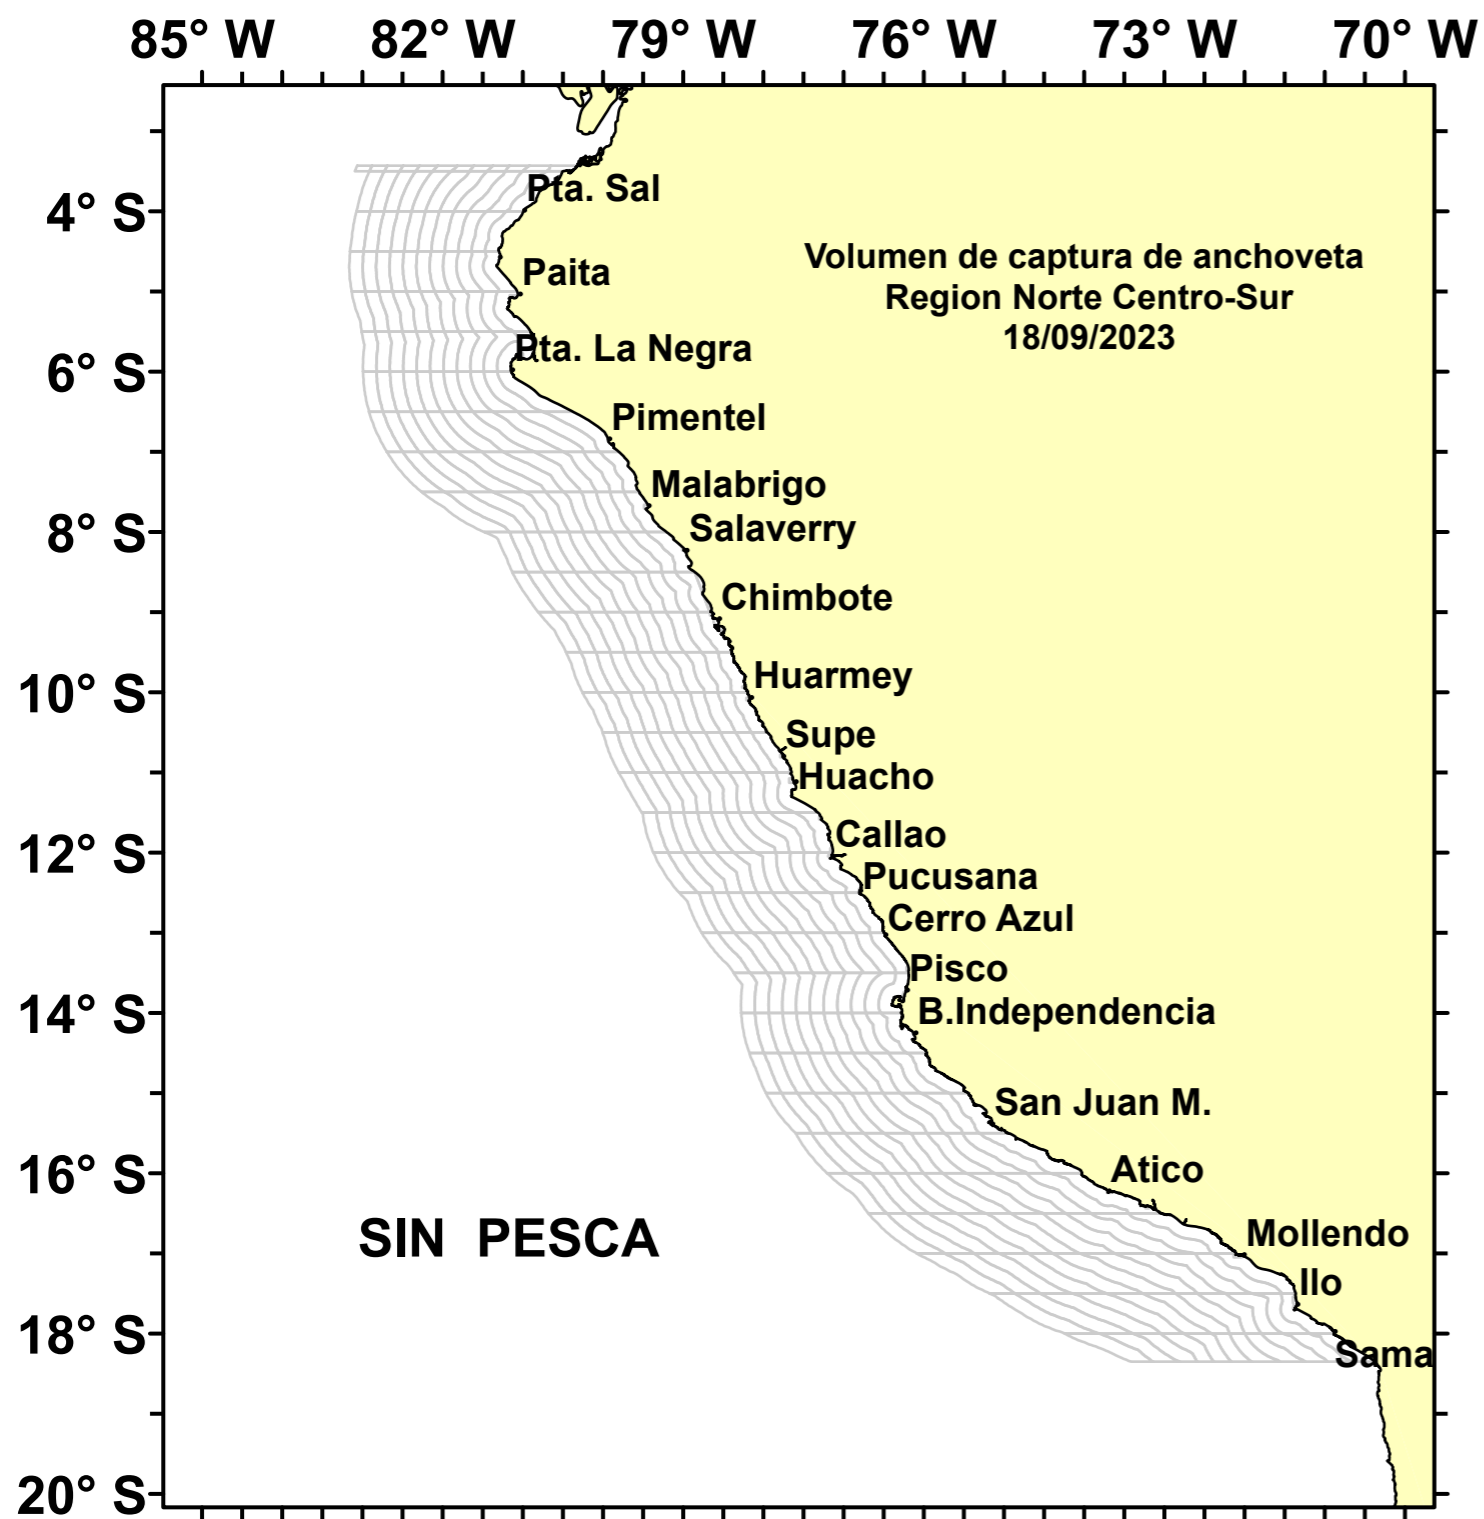 85° W 82° W 79° W 76° W 73° W 70° W
Pta. Sal
4° S
Volumen de captura de anchoveta
Paita
Region Norte Centro-Sur
18/09/2023
Pta. La Negra
6° S
Pimentel
Malabrigo
8° S
Salaverry
Chimbote
Huarmey
10° S
Supe
Huacho
Callao
12° S
Pucusana
Cerro Azul
Pisco
B.Independencia
14° S
San Juan M.
Atico
16° S
Mollendo
SIN PESCA
Ilo
18° S
Sama
20° S